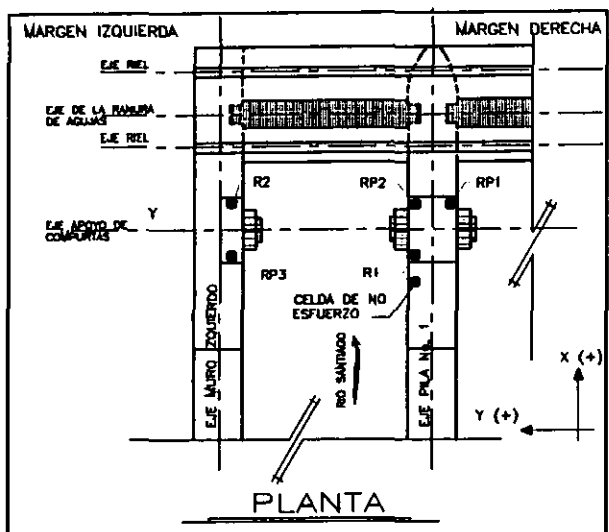 MARGEN IZQUIERDA
MARGEN DERECHA
EJE RIEL
EJE DE LA RANURA
DE AGUJAS
EJE RIEL
R2
RP2
RP1
Y
EJE APOYO DE
COMPURTAS
RP3
R1
CELDA DE NO
ESFUERZO
EJE MURO IZQUIERDO
RIO SANTIAGO
EJE PILA No. 1
X (+)
Y (+)
PLANTA